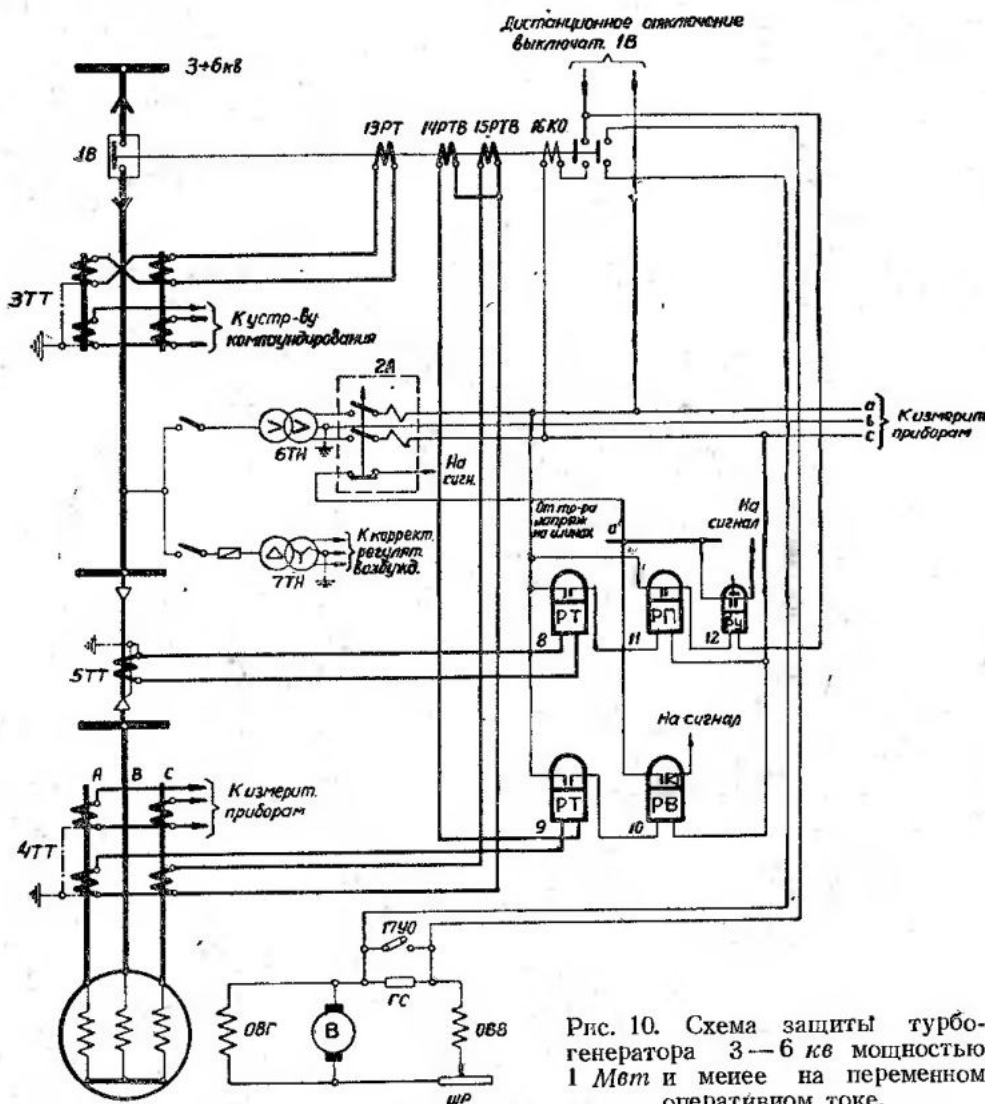 Дистанционное отключение
выключат. 1В
3÷6кв
1В
13РТ
14РТВ
15РТВ
16КО
3ТТ
К устр-ву
компаундирования
2А
6ТН
а
в
с
К измерит.
приборам
На
сигн.
От тр-ра
напряж
на шинах
а'
На
сигнал
7ТН
К коррект.
регулят.
возбужд.
РТ
РП
РУ
8
11
12
5ТТ
На сигнал
А
В
С
К измерит.
приборам
РТ
РВ
9
10
4ТТ
17УО
ГС
ОВГ
В
ОВВ
ШР
Рис. 10. Схема защиты турбо-
генератора 3—6 кв мощностью
1 Мвт и менее на переменном
оперативном токе.